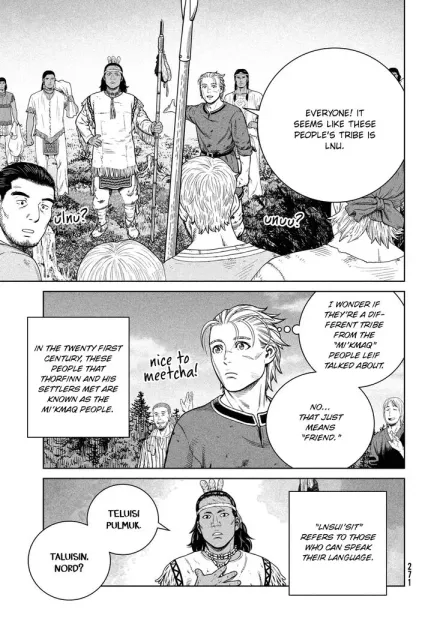 EVERYONE! IT
SEEMS LIKE THESE
PEOPLE'S TRIBE IS
LNU.
ulnu?
unuu?
I WONDER IF
THEY'RE A DIF-
FERENT TRIBE
FROM THE
"MI'KMAQ"
PEOPLE LEIF
TALKED ABOUT.
NO...
THAT JUST
MEANS
"FRIEND."
nice to
meetcha!
IN THE TWENTY FIRST
CENTURY, THESE
PEOPLE THAT
THORFINN AND HIS
SETTLERS MET ARE
KNOWN AS THE
MI'KMAQ PEOPLE.
"LNSUI'SIT"
REFERS TO THOSE
WHO CAN SPEAK
THEIR LANGUAGE.
TELUISI
PULMUK.
TALUISIN,
NORD?
271